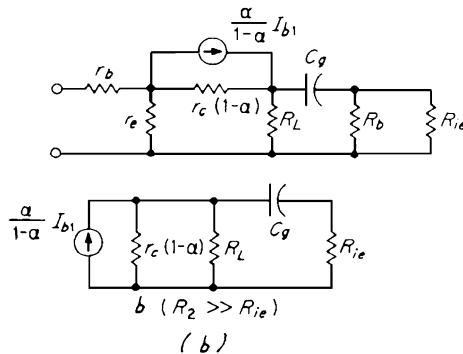 α/1-α I_b1
C_g
r_b
r_e
r_c (1-α)
R_L
R_b
R_ie
α/1-α I_b1
r_c (1-α)
R_L
C_g
R_ie
b (R_2 >> R_ie)
(b)